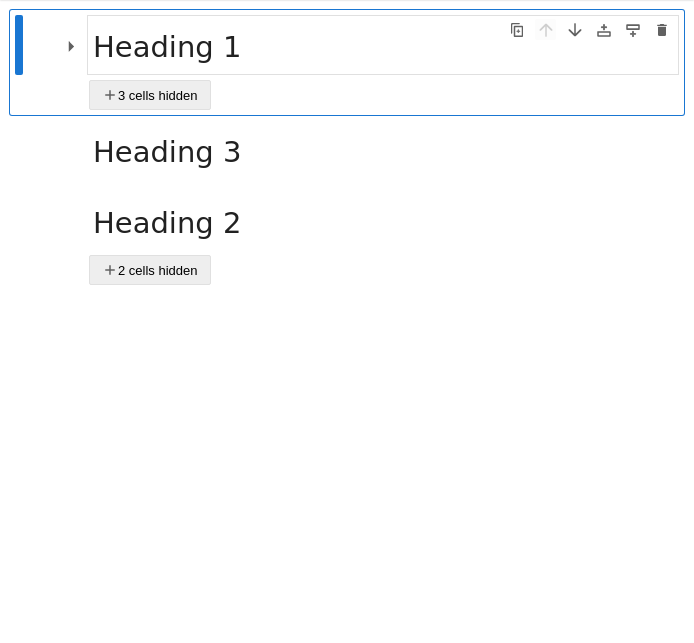 Heading 1
3 cells hidden
Heading 3
Heading 2
2 cells hidden